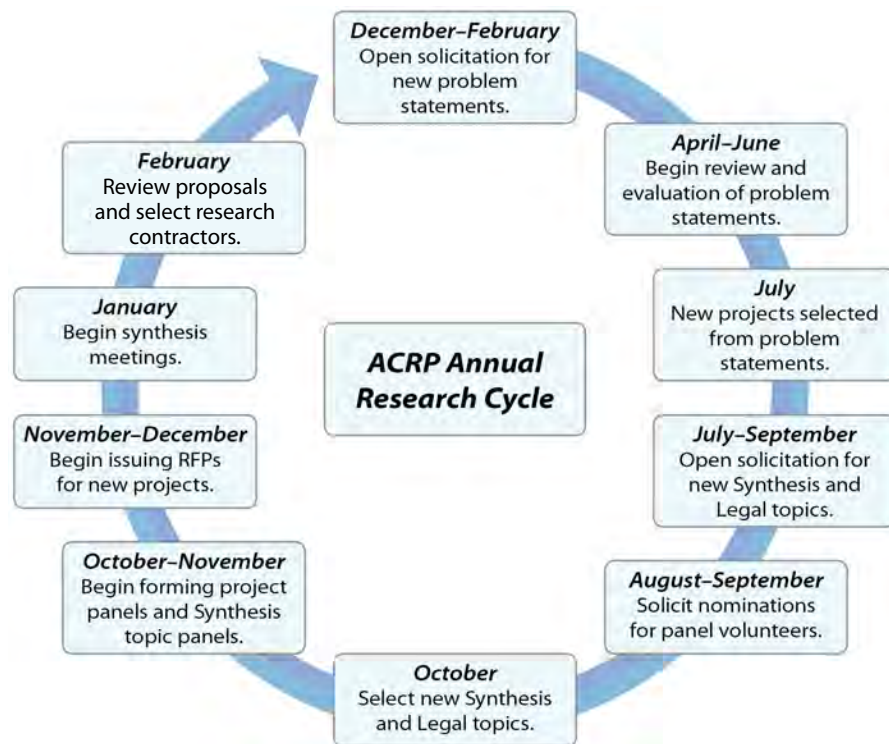 December–February
Open solicitation for
new problem
statements.
April–June
Begin review and
evaluation of problem
statements.
July
New projects selected
from problem
statements.
July–September
Open solicitation for
new Synthesis and
Legal topics.
August–September
Solicit nominations
for panel volunteers.
October
Select new Synthesis
and Legal topics.
October–November
Begin forming project
panels and Synthesis
topic panels.
November–December
Begin issuing RFPs
for new projects.
January
Begin synthesis
meetings.
February
Review proposals
and select research
contractors.
ACRP Annual
Research Cycle